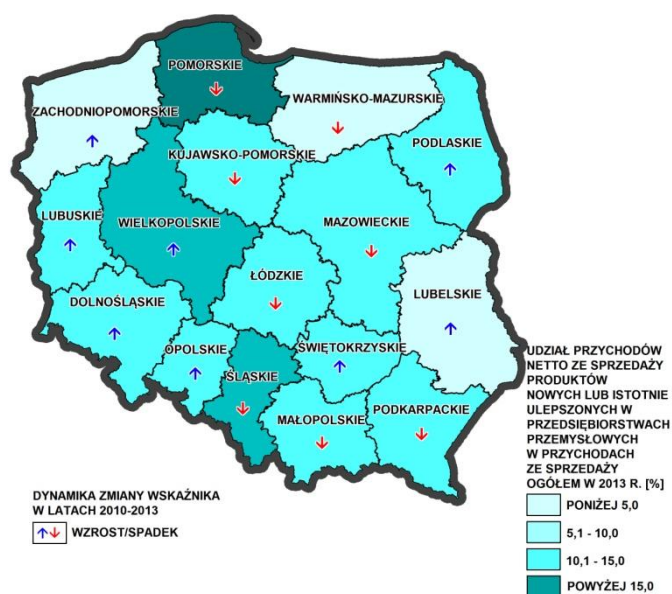 POMORSKIE
ZACHODNIOPOMORSKIE
WARMIŃSKO-MAZURSKIE
PODLASKIE
KUJAWSKO-POMORSKIE
LUBUSKIE
WIELKOPOLSKIE
MAZOWIECKIE
ŁÓDZKIE
LUBELSKIE
DOLNOŚLĄSKIE
OPOLSKIE
ŚWIĘTOKRZYSKIE
ŚLĄSKIE
MAŁOPOLSKIE
PODKARPACKIE
UDZIAŁ PRZYCHODÓW
NETTO ZE SPRZEDAŻY
PRODUKTÓW
NOWYCH LUB ISTOTNIE
ULEPSZONYCH W
PRZEDSIĘBIORSTWACH
PRZEMYSŁOWYCH
W PRZYCHODACH
ZE SPRZEDAŻY
OGÓŁEM W 2013 R. [%]
PONIŻEJ 5,0
5,1 - 10,0
10,1 - 15,0
POWYŻEJ 15,0
DYNAMIKA ZMIANY WSKAŹNIKA
W LATACH 2010-2013
↑↓ WZROST/SPADEK